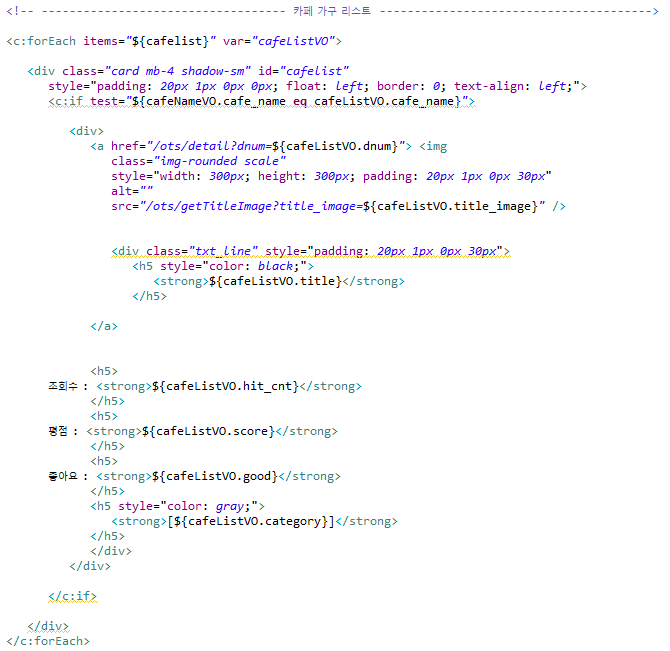 <!-- ----------------------------------- 카페 가구 리스트 --------------------------------------->
<c:forEach items="${cafelist}" var="cafeListVO">
<div class="card mb-4 shadow-sm" id="cafelist"
style="padding: 20px 1px 0px 0px; float: left; border: 0; text-align: left;">
<c:if test="${cafeNameVO.cafe_name eq cafeListVO.cafe_name}">
<div>
<a href="/ots/detail?dnum=${cafeListVO.dnum}"> <img
class="img-rounded scale"
style="width: 300px; height: 300px; padding: 20px 1px 0px 30px"
alt=""
src="/ots/getTitleImage?title_image=${cafeListVO.title_image}" />
<div class="txt_line" style="padding: 20px 1px 0px 30px">
<h5 style="color: black;">
<strong>${cafeListVO.title}</strong>
</h5>
</a>
<h5>
조회수 : <strong>${cafeListVO.hit_cnt}</strong>
</h5>
<h5>
평점 : <strong>${cafeListVO.score}</strong>
</h5>
<h5>
좋아요 : <strong>${cafeListVO.good}</strong>
</h5>
<h5 style="color: gray;">
<strong>[${cafeListVO.category}]</strong>
</h5>
</div>
</div>
</c:if>
</div>
</c:forEach>